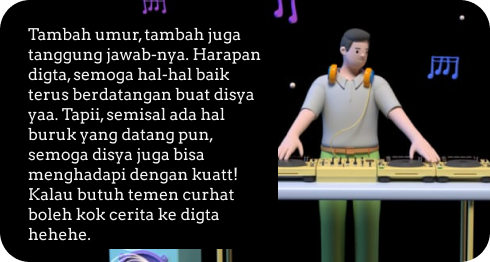 Tambah umur, tambah juga
tanggung jawab-nya. Harapan
digta, semoga hal-hal baik
terus berdatangan buat disya
yaa. Tapii, semisal ada hal
buruk yang datang pun,
semoga disya juga bisa
menghadapi dengan kuatt!
Kalau butuh temen curhat
boleh kok cerita ke digta
hehehe.